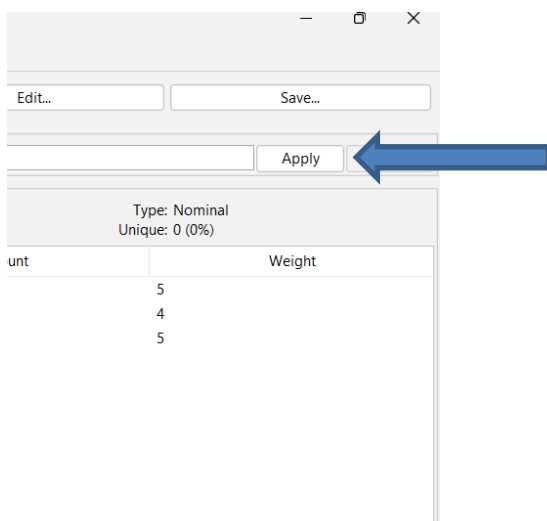 Edit... Save...
Apply
Type: Nominal
Unique: 0 (0%)
unt Weight
5
4
5